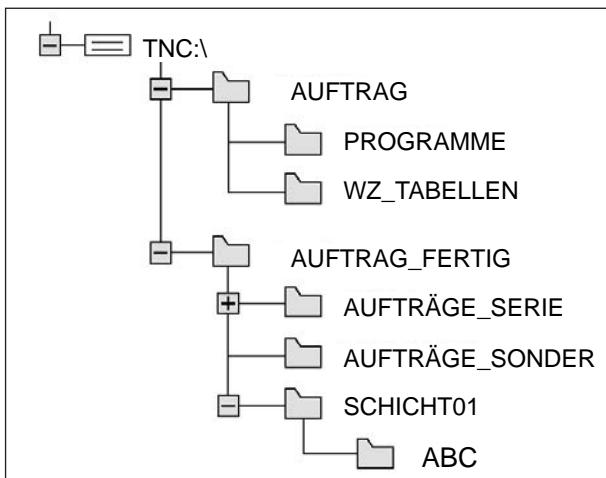 TNC:\
AUFTRAG
PROGRAMME
WZ_TABELLEN
AUFTRAG_FERTIG
AUFTRÄGE_SERIE
AUFTRÄGE_SONDER
SCHICHT01
ABC